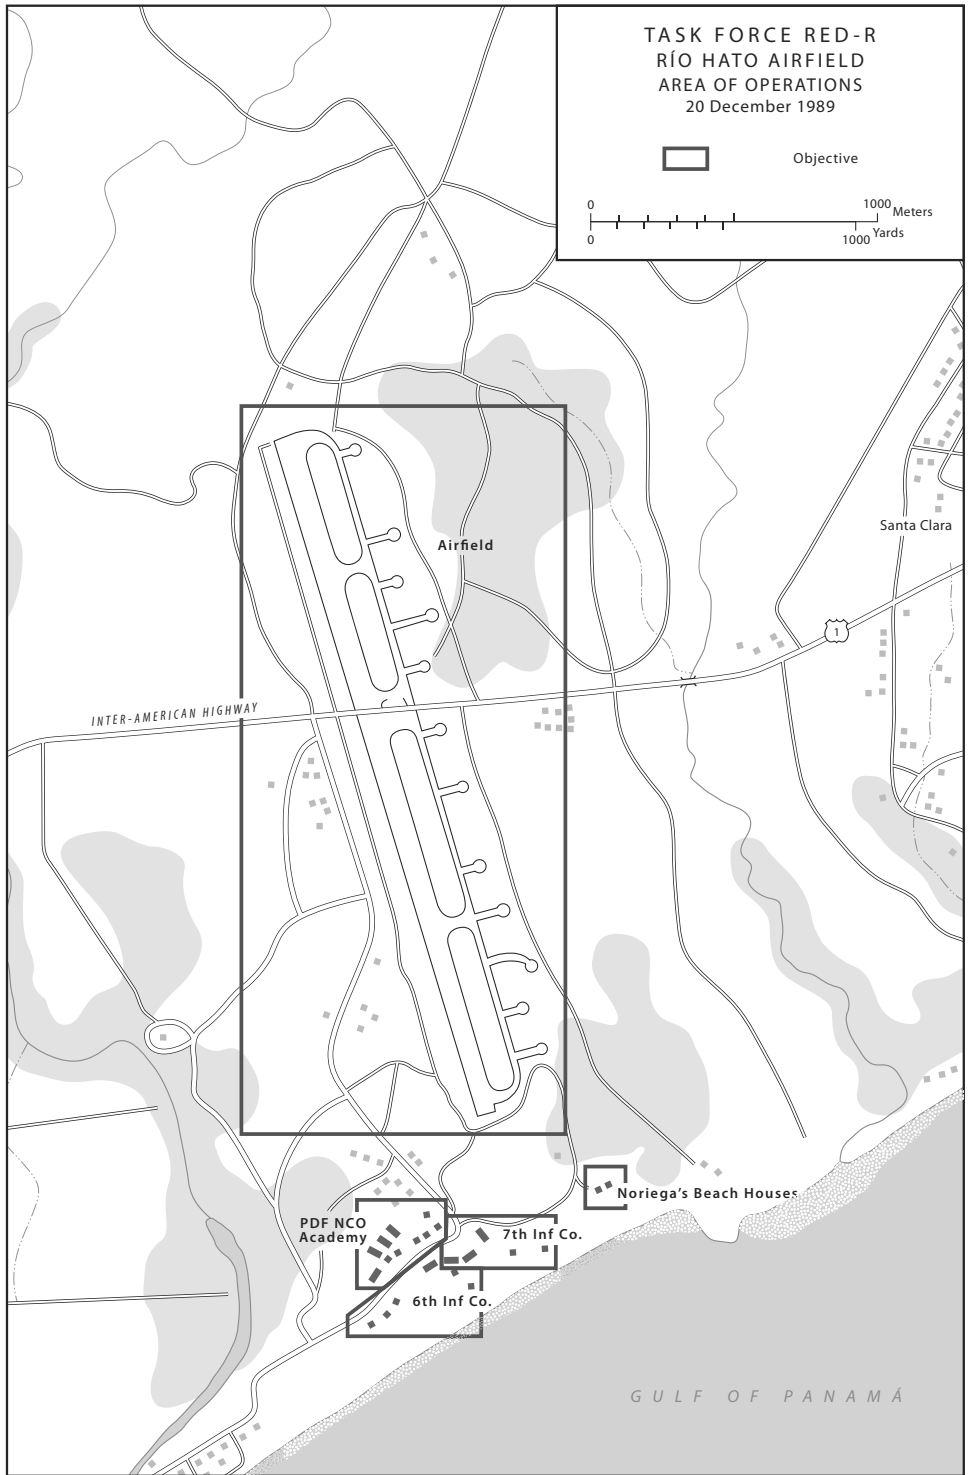 TASK FORCE RED-R
RÍO HATO AIRFIELD
AREA OF OPERATIONS
20 December 1989
Objective
0
1000
Meters
0
1000
Yards
Santa Clara
Airfield
1
INTER-AMERICAN HIGHWAY
Noriega's Beach Houses
PDF NCO
Academy
7th Inf Co.
6th Inf Co.
GULF OF PANAMÁ